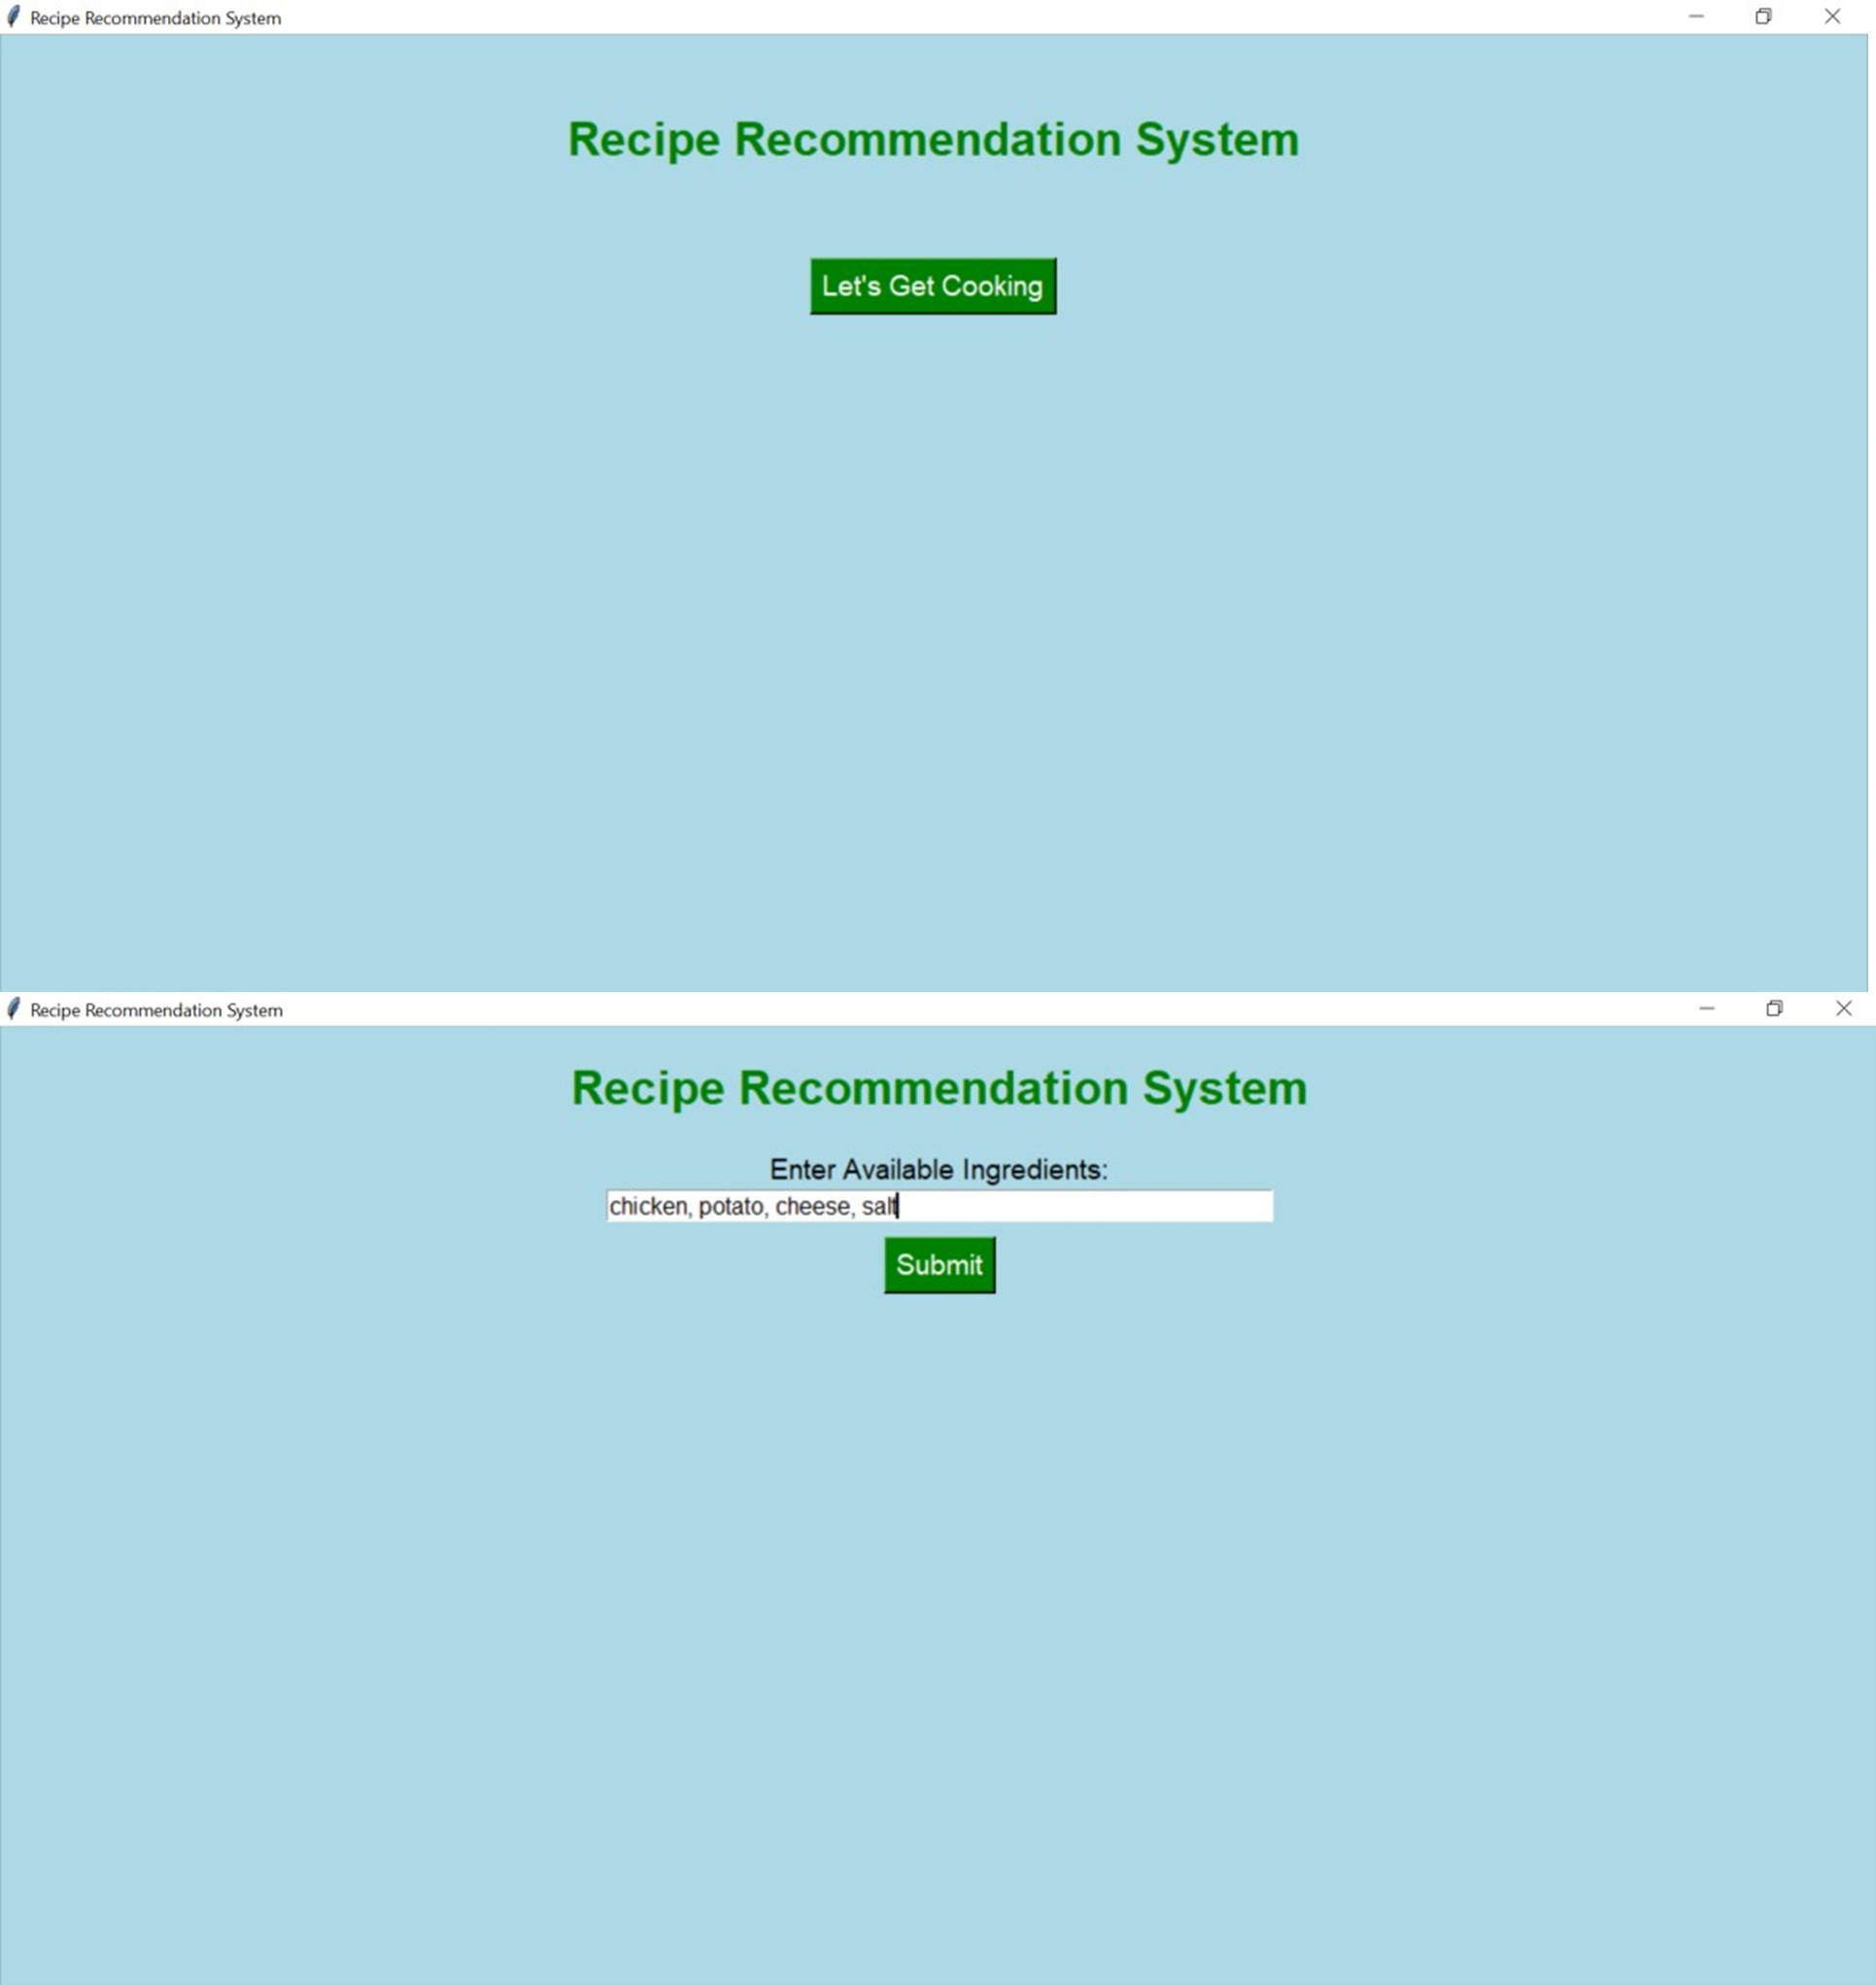 Recipe Recommendation System
Recipe Recommendation System
Let's Get Cooking
Recipe Recommendation System
Recipe Recommendation System
Enter Available Ingredients:
chicken, potato, cheese, salt
Submit